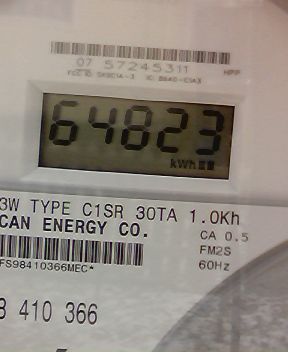 07 57245311
HPP
64823
kWh
3W TYPE C1SR 30TA 1.0Kh
CAN ENERGY CO.
CA 0.5
FM2S
60Hz
FS98410366MEC*
410 366